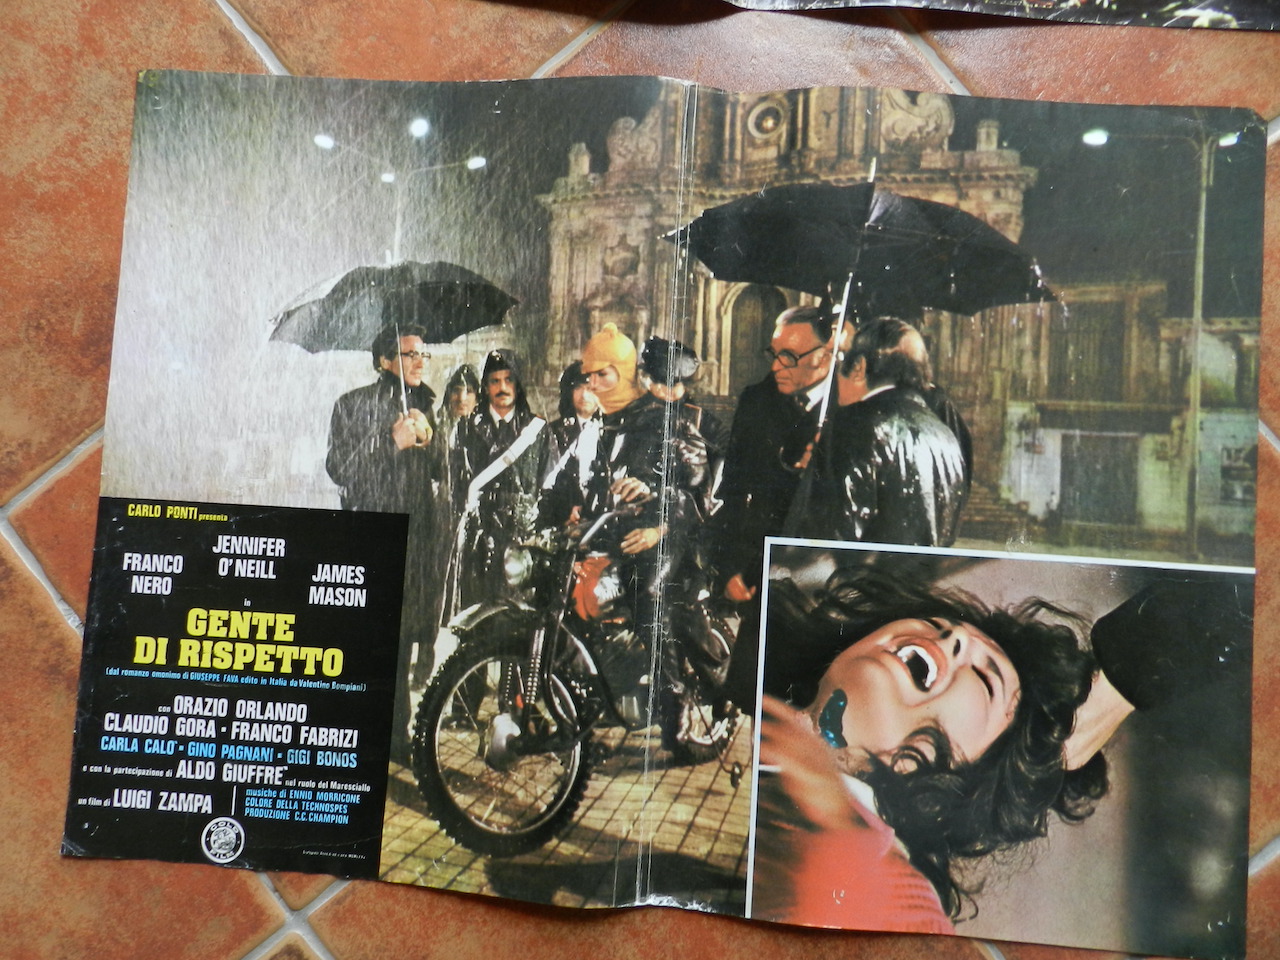 CARLO PONTI presenta
JENNIFER O'NEILL
FRANCO NERO
JAMES MASON
in
GENTE
DI RISPETTO
(dal romanzo omonimo di GIUSEPPE FAVA edito in Italia da Valentino Bompiani)
con ORAZIO ORLANDO
CLAUDIO GORA - FRANCO FABRIZI
CARLA CALO' - GINO PAGNANI - GIGI BONOS
e con la partecipazione di ALDO GIUFFRE' nel ruolo del Maresciallo
un film di LUIGI ZAMPA
musiche di ENNIO MORRICONE
COLORE DELLA TECHNOSPES
PRODUZIONE C.C. CHAMPION
GOLD FILM